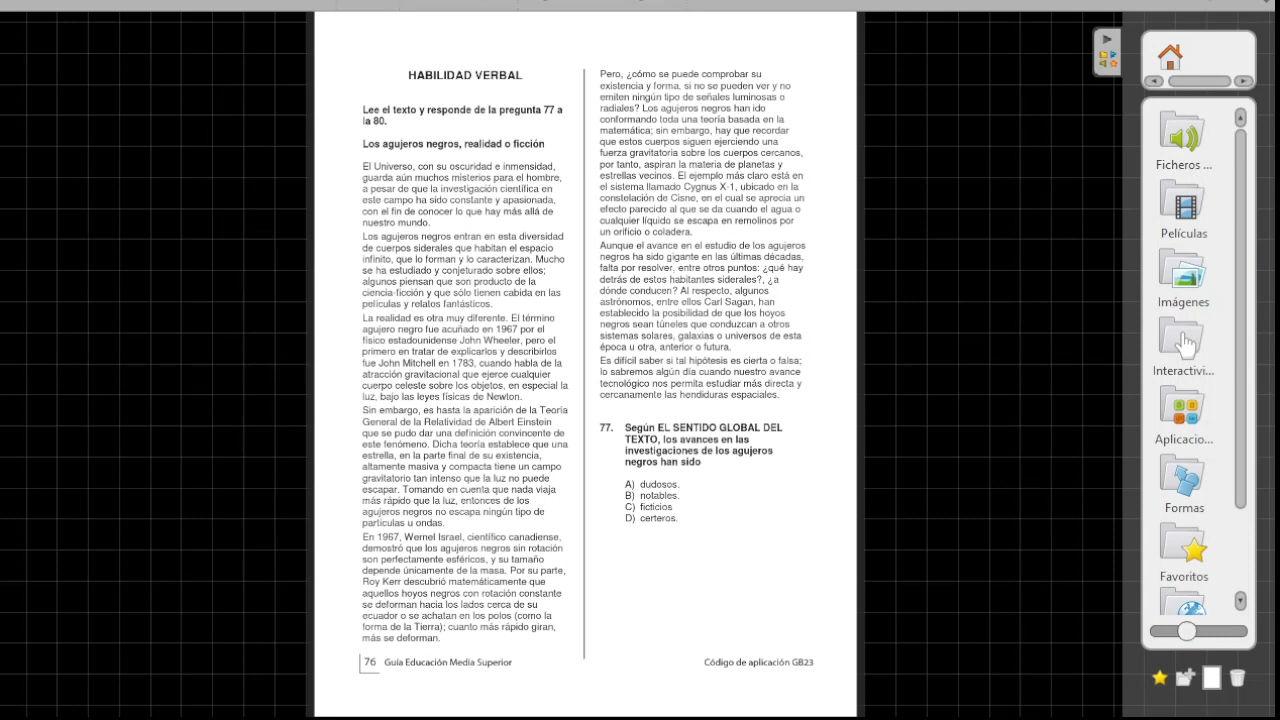 HABILIDAD VERBAL
Lee el texto y responde de la pregunta 77 a
la 80.
Los agujeros negros, realidad o ficción
El Universo, con su oscuridad e inmensidad,
guarda aún muchos misterios para el hombre,
a pesar de que la investigación científica en
este campo ha sido constante y apasionada,
con el fin de conocer lo que hay más allá de
nuestro mundo.
Los agujeros negros entran en esta diversidad
de cuerpos siderales que habitan el espacio
infinito, que lo forman y lo caracterizan. Mucho
se ha estudiado y conjeturado sobre ellos;
algunos piensan que son producto de la
ciencia-ficción y que sólo tienen cabida en las
películas y relatos fantásticos.
La realidad es otra muy diferente. El término
agujero negro fue acuñado en 1967 por el
físico estadounidense John Wheeler, pero el
primero en tratar de explicarlos y describirlos
fue John Mitchell en 1783, cuando habla de la
atracción gravitacional que ejerce cualquier
cuerpo celeste sobre los objetos, en especial la
luz, bajo las leyes físicas de Newton.
Sin embargo, es hasta la aparición de la Teoría
General de la Relatividad de Albert Einstein
que se pudo dar una definición convincente de
este fenómeno. Dicha teoría establece que una
estrella, en la parte final de su existencia,
altamente masiva y compacta tiene un campo
gravitatorio tan intenso que la luz no puede
escapar. Tomando en cuenta que nada viaja
más rápido que la luz, entonces de los
agujeros negros no escapa ningún tipo de
partículas u ondas.
En 1967, Wernel Israel, científico canadiense,
demostró que los agujeros negros sin rotación
son perfectamente esféricos, y su tamaño
depende únicamente de la masa. Por su parte,
Roy Kerr descubrió matemáticamente que
aquellos hoyos negros con rotación constante
se deforman hacia los lados cerca de su
ecuador o se achatan en los polos (como la
forma de la Tierra); cuanto más rápido giran,
más se deforman.
76 Guía Educación Media Superior
Pero, ¿cómo se puede comprobar su
existencia y forma, si no se pueden ver y no
emiten ningún tipo de señales luminosas o
radiales? Los agujeros negros han ido
conformando toda una teoría basada en la
matemática; sin embargo, hay que recordar
que estos cuerpos siguen ejerciendo una
fuerza gravitatoria sobre los cuerpos cercanos,
por tanto, aspiran la materia de planetas y
estrellas vecinos. El ejemplo más claro está en
el sistema llamado Cygnus X-1, ubicado en la
constelación de Cisne, en el cual se aprecia un
efecto parecido al que se da cuando el agua o
cualquier líquido se escapa en remolinos por
un orificio o coladera.
Aunque el avance en el estudio de los agujeros
negros ha sido gigante en las últimas décadas,
falta por resolver, entre otros puntos: ¿qué hay
detrás de estos habitantes siderales?, ¿a
dónde conducen? Al respecto, algunos
astrónomos, entre ellos Carl Sagan, han
establecido la posibilidad de que los hoyos
negros sean túneles que conduzcan a otros
sistemas solares, galaxias o universos de esta
época u otra, anterior o futura.
Es difícil saber si tal hipótesis es cierta o falsa;
lo sabremos algún día cuando nuestro avance
tecnológico nos permita estudiar más directa y
cercanamente las hendiduras espaciales.
77. Según EL SENTIDO GLOBAL DEL
TEXTO, los avances en las
investigaciones de los agujeros
negros han sido
A) dudosos.
B) notables.
C) ficticios
D) certeros.
Código de aplicación GB23
Ficheros ...
Películas
Imágenes
Interactivi...
Aplicacio...
Formas
Favoritos